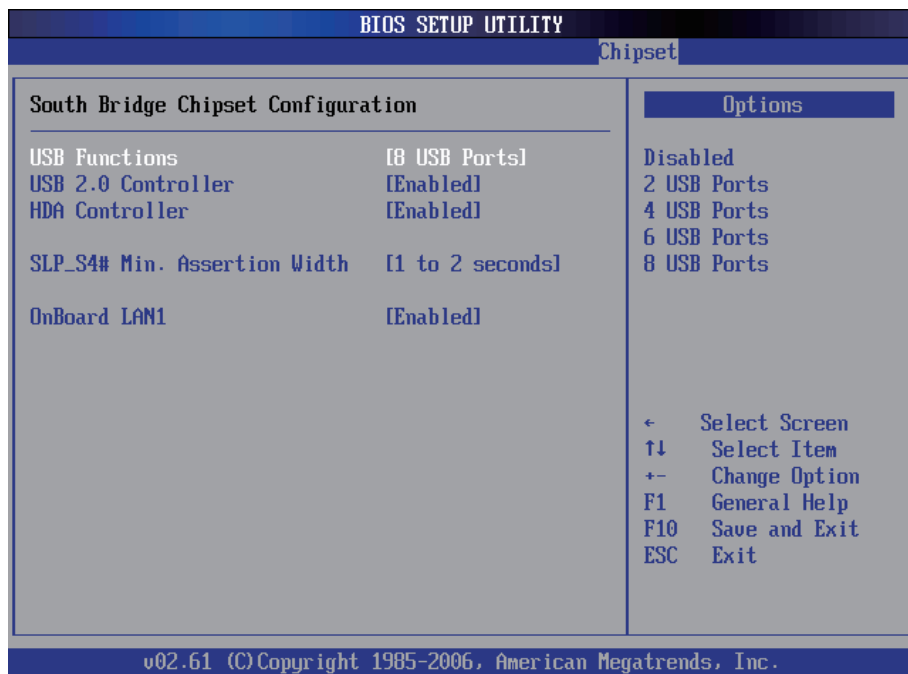 BIOS SETUP UTILITY
Chipset
South Bridge Chipset Configuration
USB Functions [8 USB Ports]
USB 2.0 Controller [Enabled]
HDA Controller [Enabled]
SLP_S4# Min. Assertion Width [1 to 2 seconds]
OnBoard LAN1 [Enabled]
Options
Disabled
2 USB Ports
4 USB Ports
6 USB Ports
8 USB Ports
← Select Screen
↑↓ Select Item
+- Change Option
F1 General Help
F10 Save and Exit
ESC Exit
v02.61 (C)Copyright 1985-2006, American Megatrends, Inc.